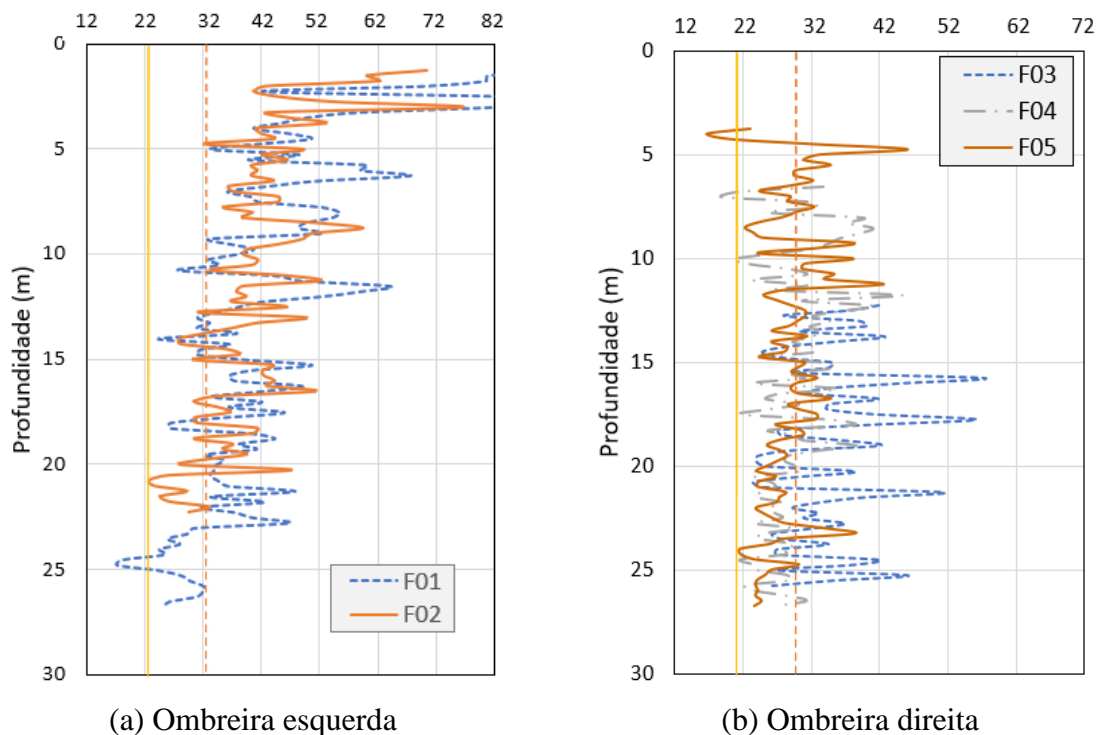 12 22 32 42 52 62 72 82
0
5
10
15
20
25
30
Profundidade (m)
F01
F02
(a) Ombreira esquerda
12 22 32 42 52 62 72
0
5
10
15
20
25
30
Profundidade (m)
F03
F04
F05
(b) Ombreira direita